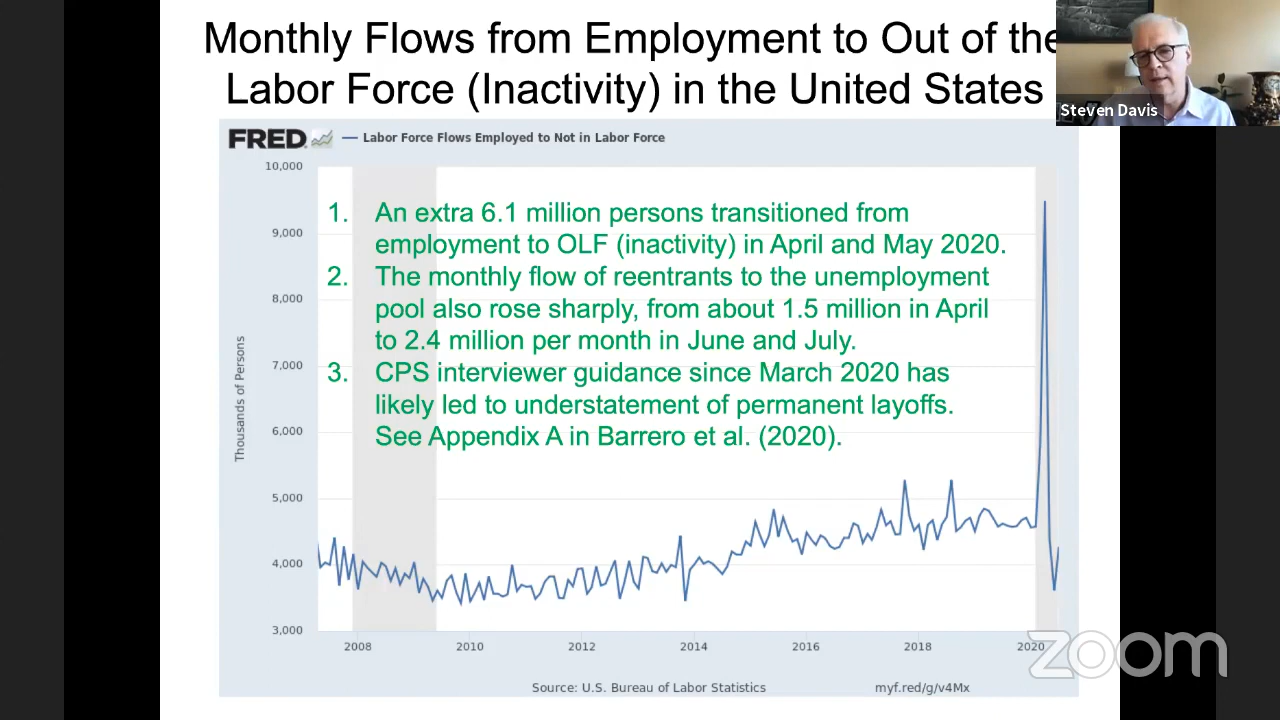 Monthly Flows from Employment to Out of the
Labor Force (Inactivity) in the United States
Steven Davis
FRED
Labor Force Flows Employed to Not in Labor Force
10,000
9,000
8,000
7,000
6,000
5,000
4,000
3,000
Thousands of Persons
1. An extra 6.1 million persons transitioned from
employment to OLF (inactivity) in April and May 2020.
2. The monthly flow of reentrants to the unemployment
pool also rose sharply, from about 1.5 million in April
to 2.4 million per month in June and July.
3. CPS interviewer guidance since March 2020 has
likely led to understatement of permanent layoffs.
See Appendix A in Barrero et al. (2020).
2008 2010 2012 2014 2016 2018 2020
zoom
Source: U.S. Bureau of Labor Statistics
myf.red/g/v4Mx